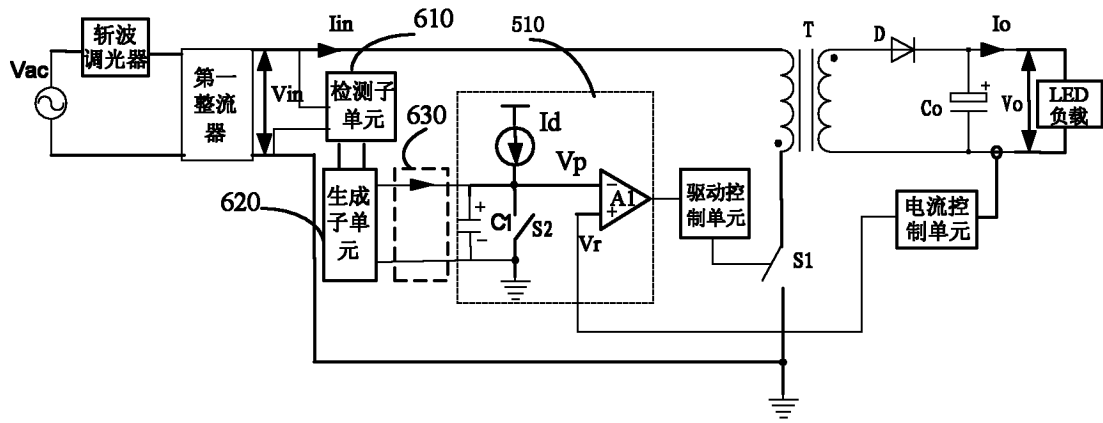 斩波
调光器
Vac
第一
整流
器
Iin
Vin
610
检测子
单元
630
620
生成
子单
元
510
Id
Vp
C1
S2
+
−
−
A1
+
Vr
驱动控
制单元
S1
T
D
Io
+
Co
Vo
LED
负载
电流控
制单元